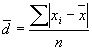 d̅ = ∑|xᵢ − x̅| / n